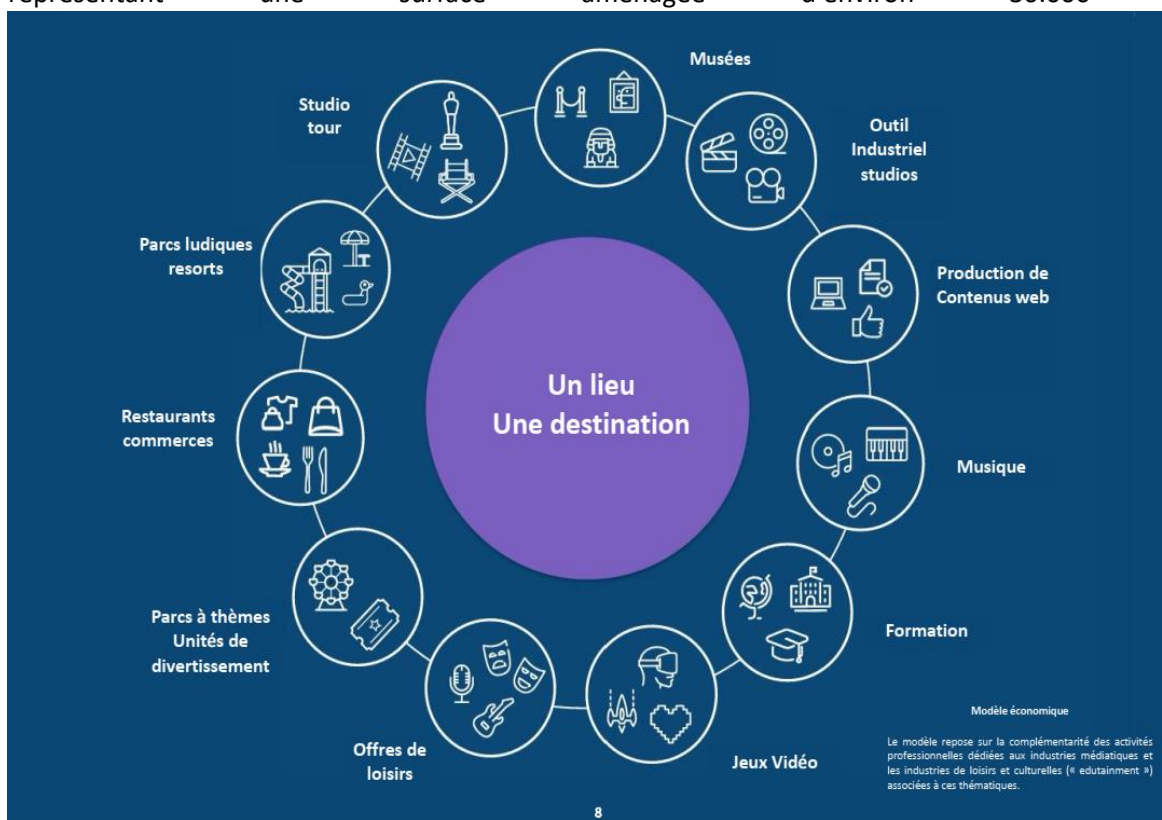 Musées
Studio
tour
Outil
Industriel
studios
Parcs ludiques
resorts
Production de
Contenus web
Un lieu
Une destination
Restaurants
commerces
Musique
Parcs à thèmes
Unités de
divertissement
Formation
Offres de
loisirs
Jeux Vidéo
Modèle économique
Le modèle repose sur la complémentarité des activités
professionnelles dédiées aux industries médiatiques et
les industries de loisirs et culturelles (« edutainment »)
associées à ces thématiques.
8